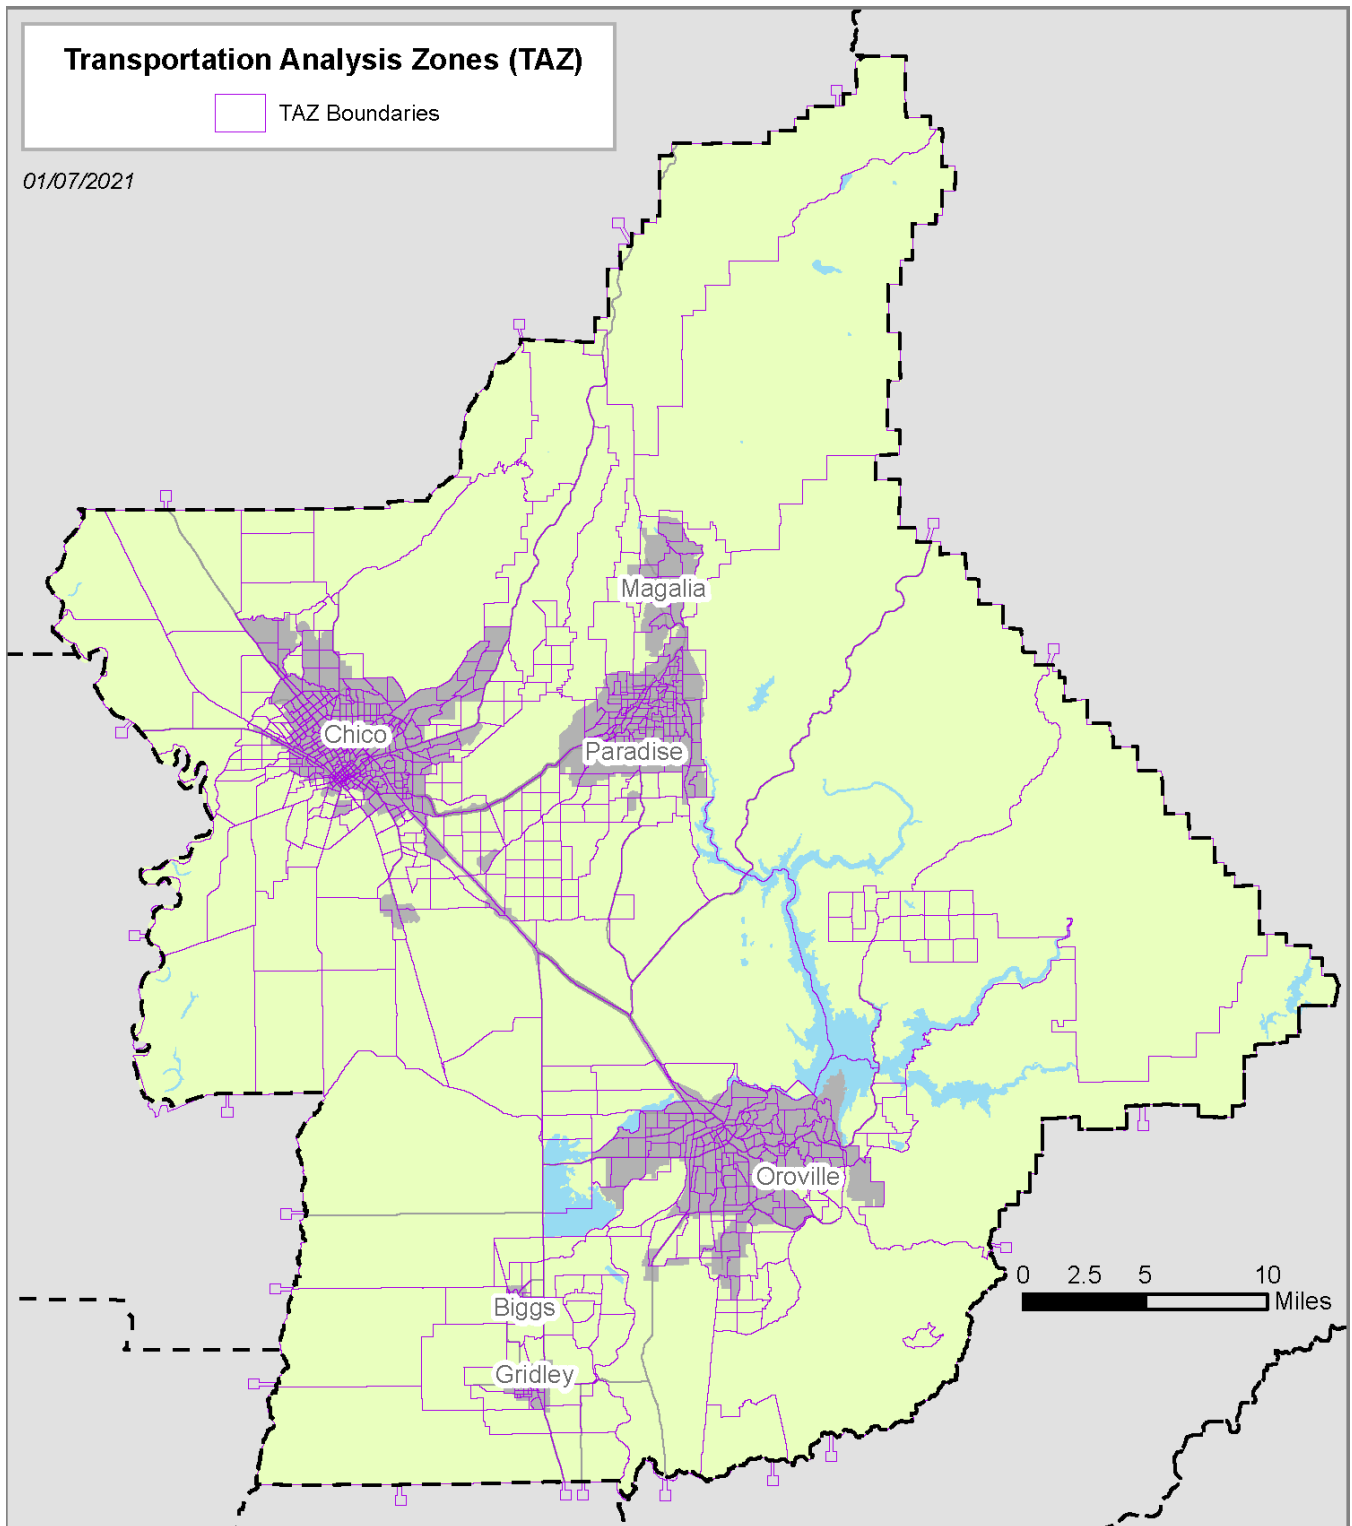 Transportation Analysis Zones (TAZ)
TAZ Boundaries
01/07/2021
Magalia
Chico
Paradise
Oroville
0 2.5 5 10
Miles
Biggs
Gridley